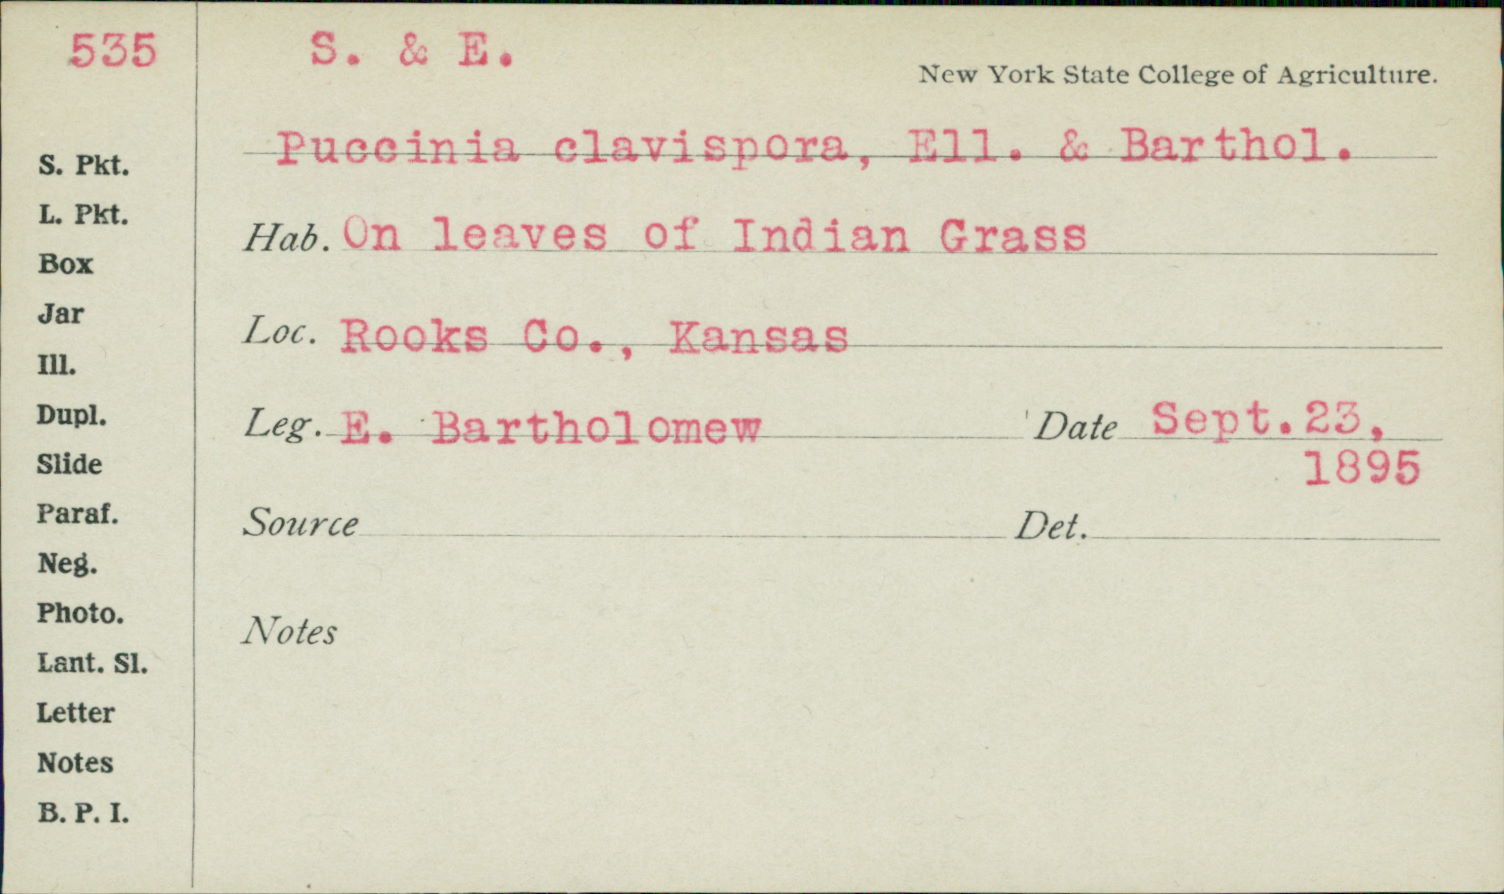 535
S. & E.
New York State College of Agriculture.
Puccinia clavispora, Ell. & Barthol.
Hab. On leaves of Indian Grass
Loc. Rooks Co., Kansas
Leg. E. Bartholomew Date Sept.23,
1895
Source Det.
Notes
S. Pkt.
L. Pkt.
Box
Jar
Ill.
Dupl.
Slide
Paraf.
Neg.
Photo.
Lant. Sl.
Letter
Notes
B. P. I.